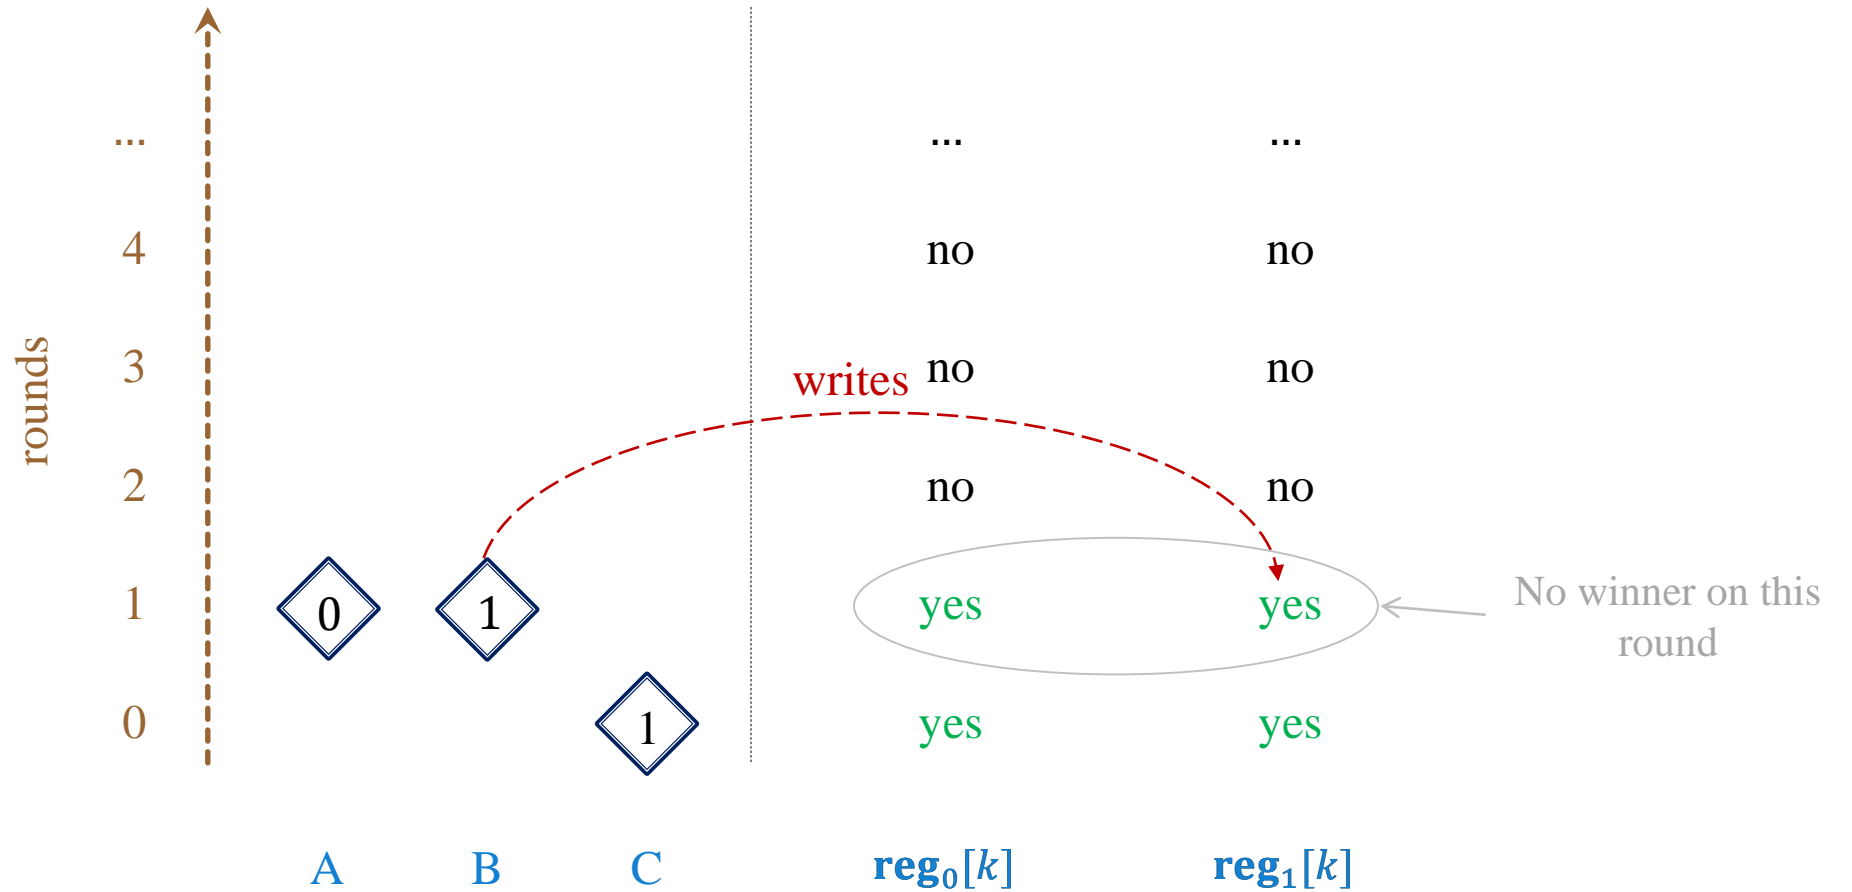 ... ... ...
4 no no
rounds
3 writes no no
2 no no
1 0 1 yes yes No winner on this
round
0 1 yes yes
A B C reg₀[k] reg₁[k]